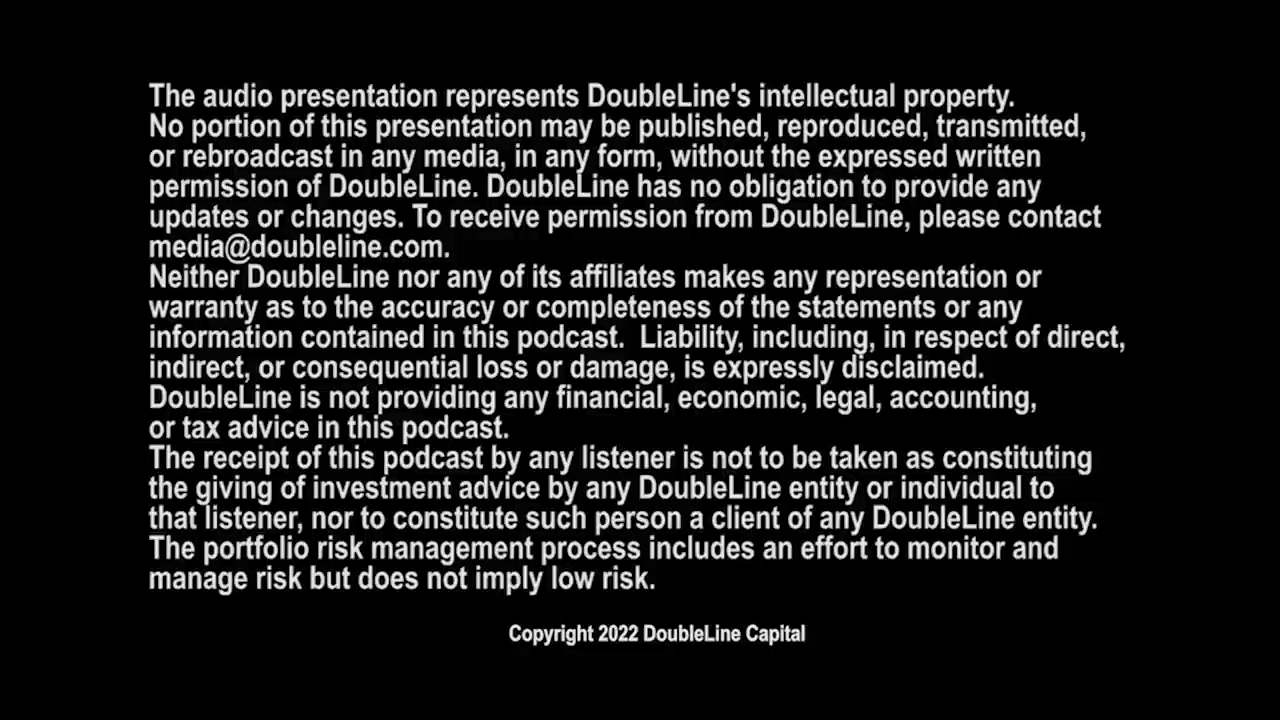 The audio presentation represents DoubleLine's intellectual property.
No portion of this presentation may be published, reproduced, transmitted,
or rebroadcast in any media, in any form, without the expressed written
permission of DoubleLine. DoubleLine has no obligation to provide any
updates or changes. To receive permission from DoubleLine, please contact
media@doubleline.com.
Neither DoubleLine nor any of its affiliates makes any representation or
warranty as to the accuracy or completeness of the statements or any
information contained in this podcast.  Liability, including, in respect of direct,
indirect, or consequential loss or damage, is expressly disclaimed.
DoubleLine is not providing any financial, economic, legal, accounting,
or tax advice in this podcast.
The receipt of this podcast by any listener is not to be taken as constituting
the giving of investment advice by any DoubleLine entity or individual to
that listener, nor to constitute such person a client of any DoubleLine entity.
The portfolio risk management process includes an effort to monitor and
manage risk but does not imply low risk.
Copyright 2022 DoubleLine Capital